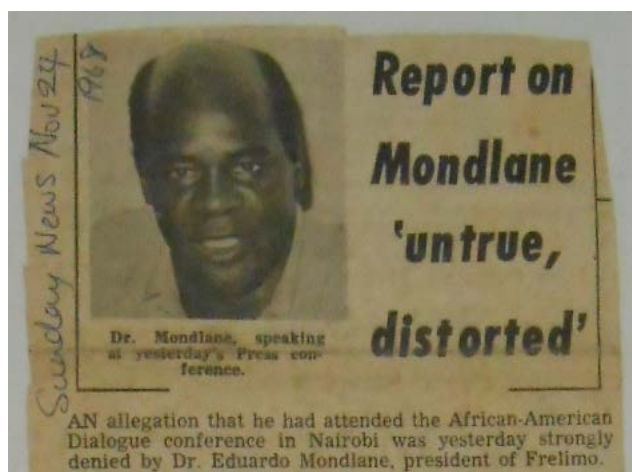 Sunday News Nov 24
1968
Report on
Mondlane
'untrue,
distorted'
Dr. Mondlane, speaking
at yesterday's Press con-
ference.
AN allegation that he had attended the African-American
Dialogue conference in Nairobi was yesterday strongly
denied by Dr. Eduardo Mondlane, president of Frelimo.